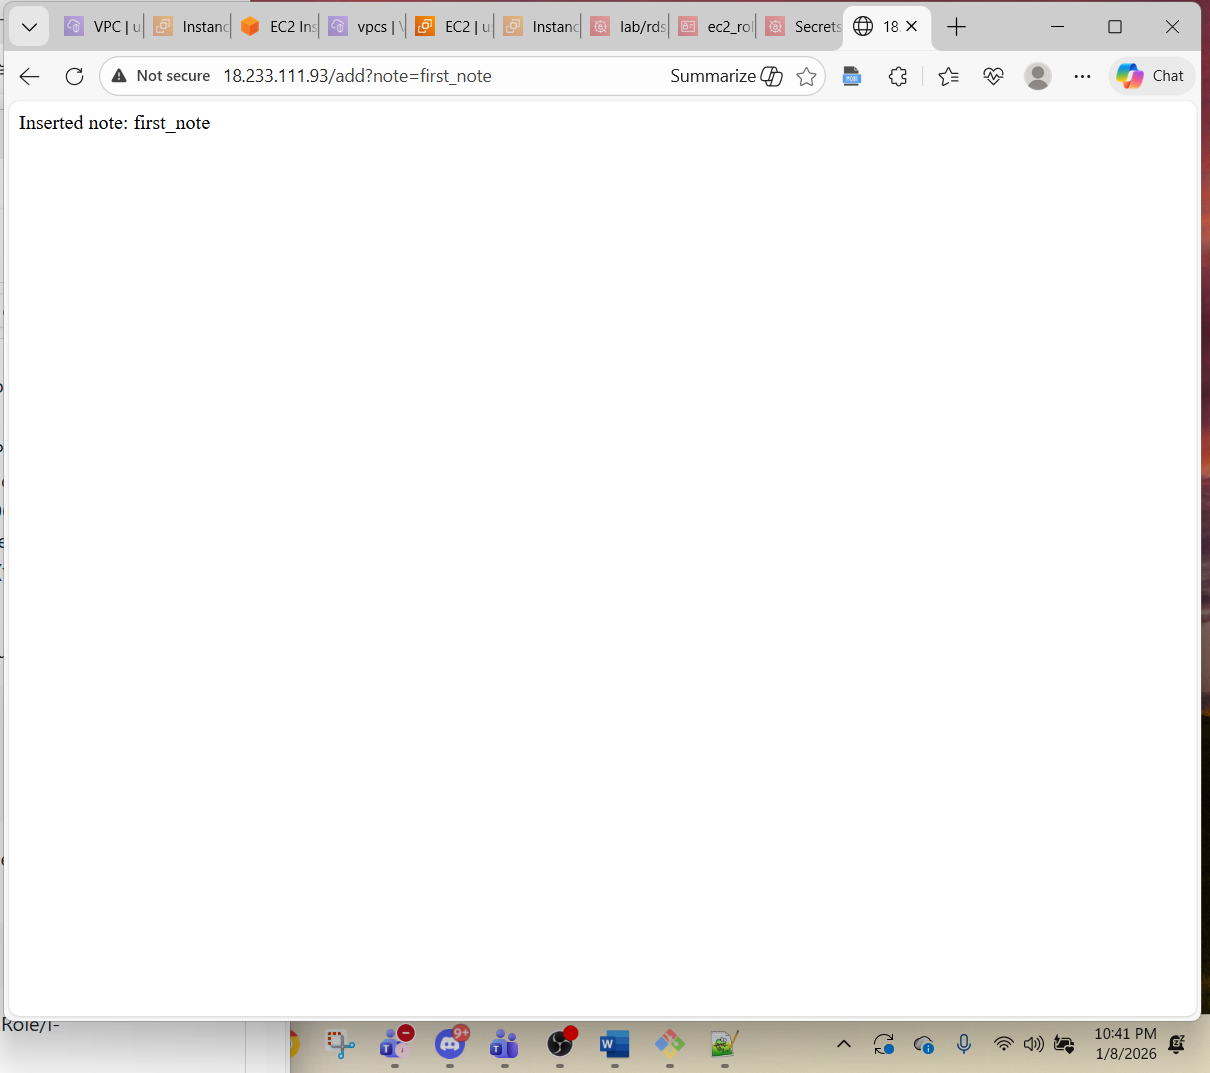 VPC | u
Instanc
EC2 Ins
vpcs | \
EC2 | u
Instanc
lab/rds
ec2_rol
Secrets
18
Not secure 18.233.111.93/add?note=first_note
Summarize
Chat
Inserted note: first_note
Role/i-
9+
10:41 PM
1/8/2026